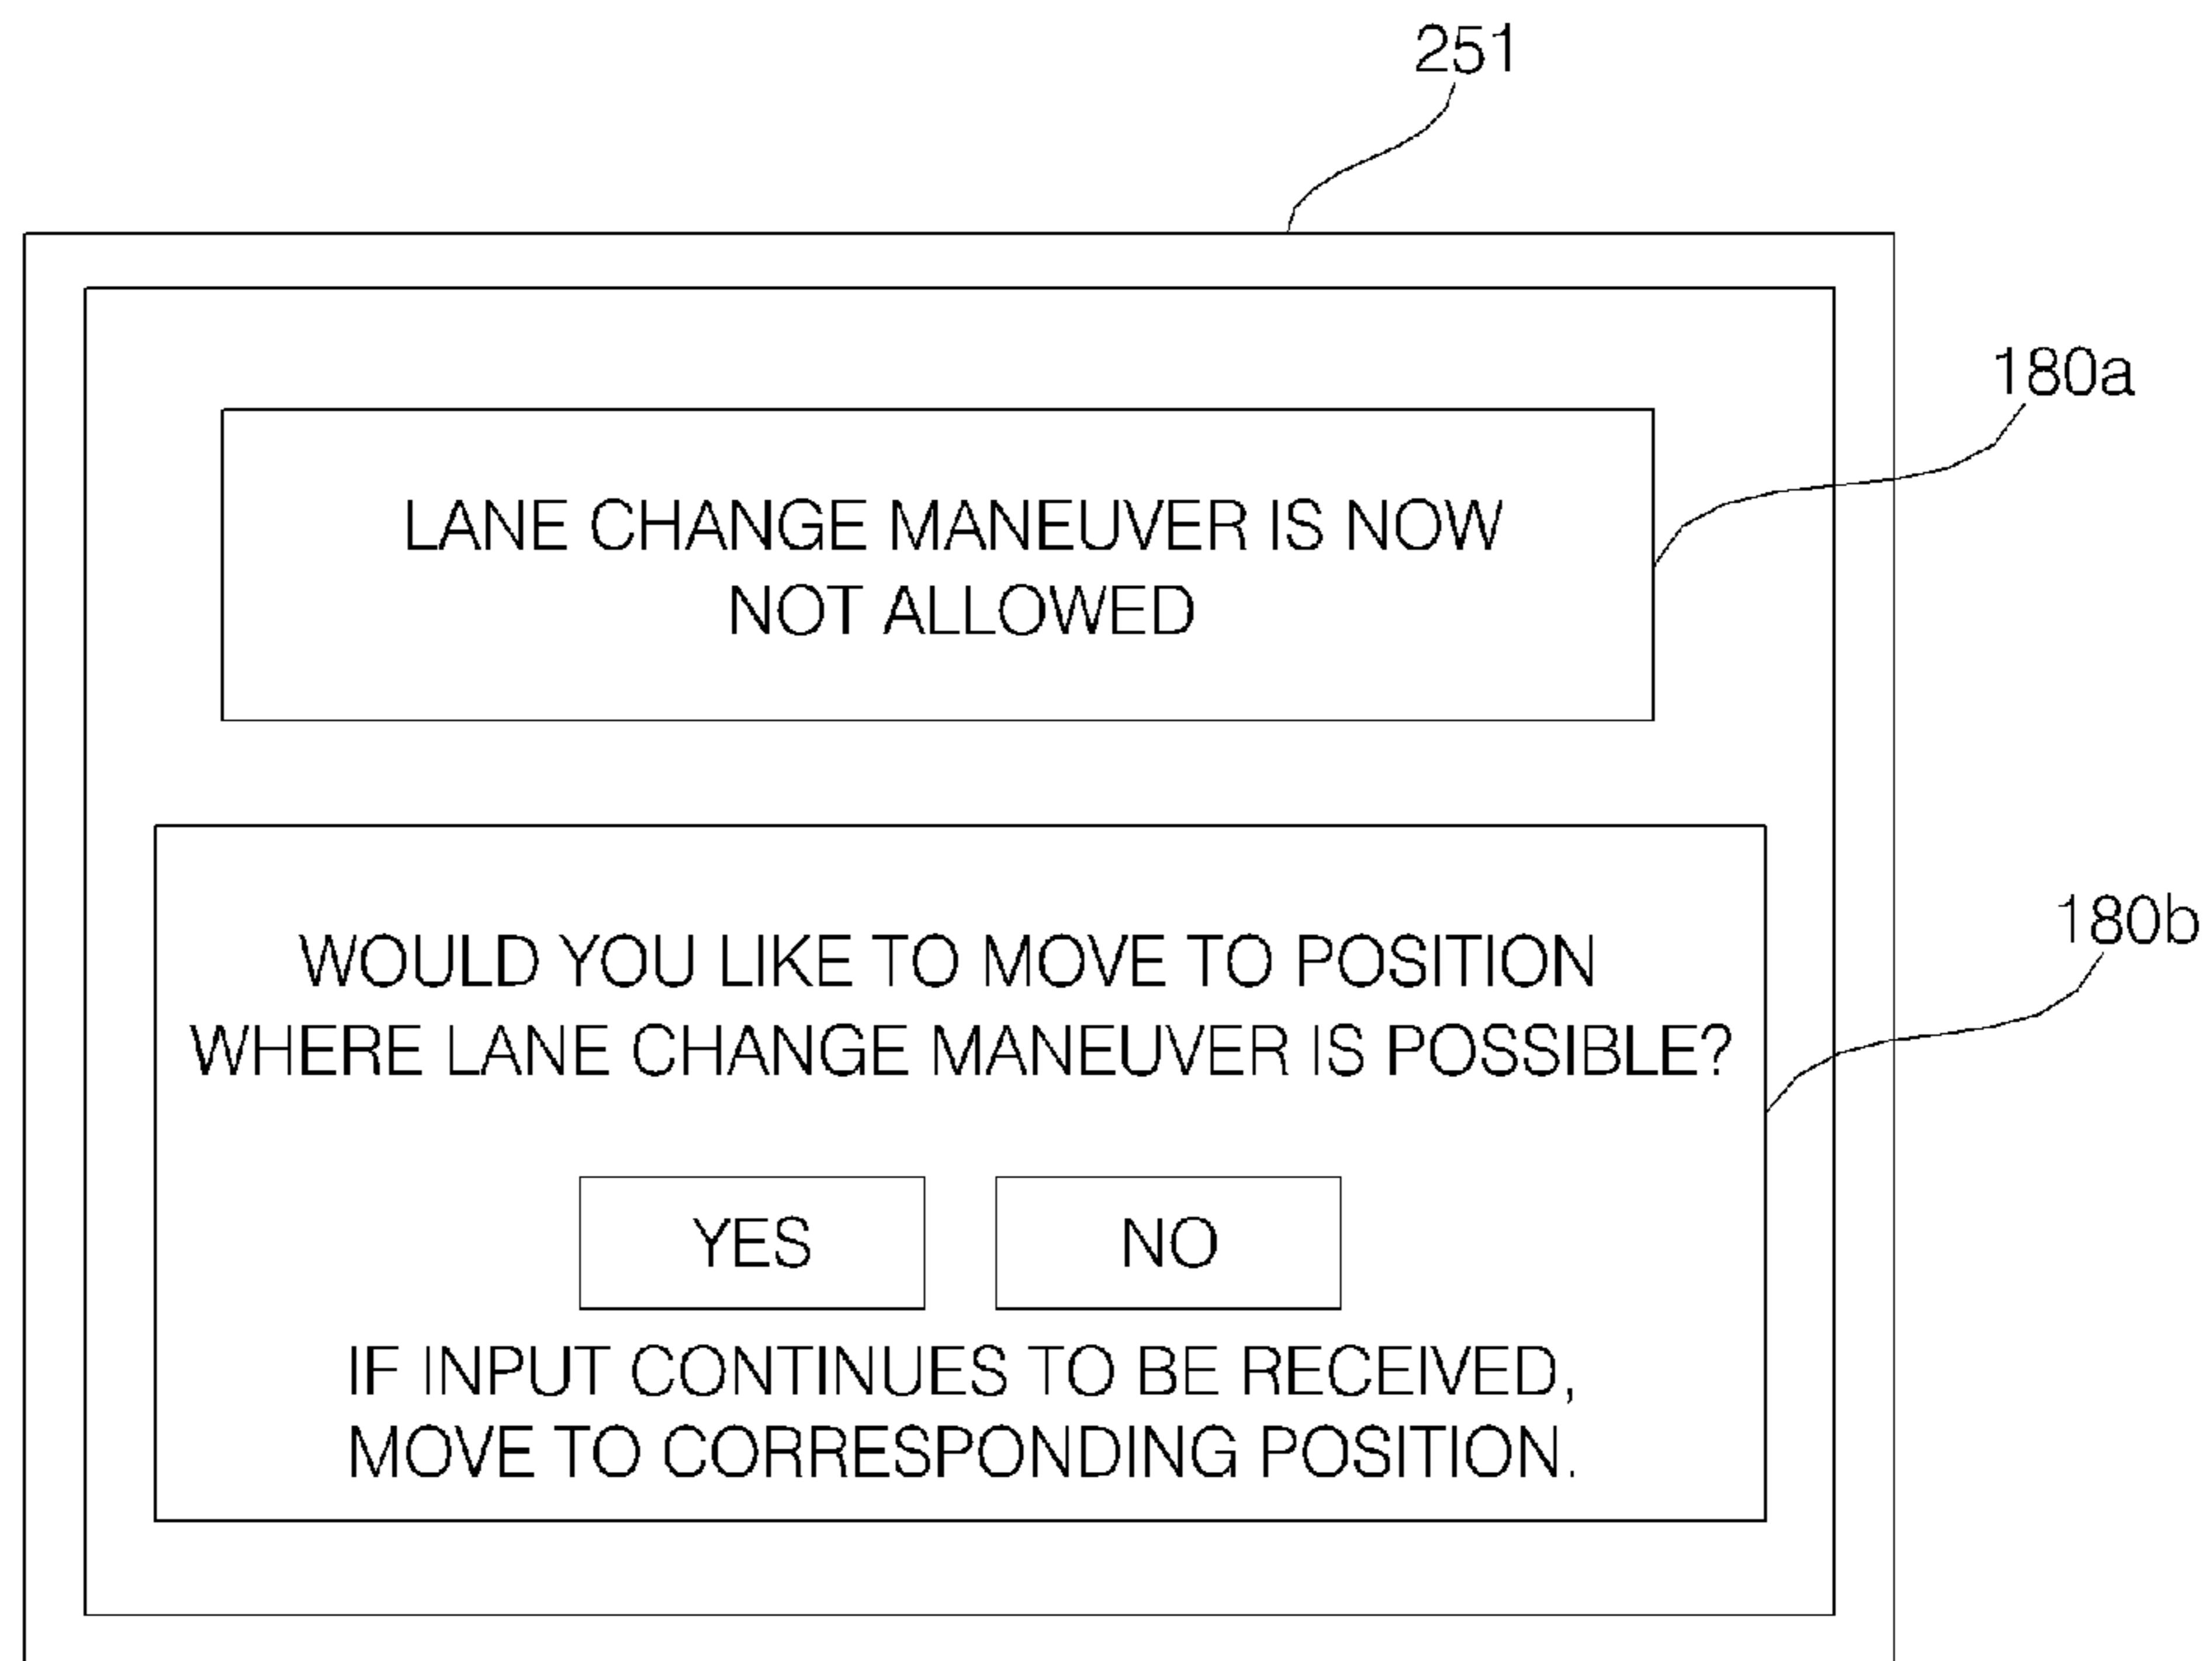 251
180a
LANE CHANGE MANEUVER IS NOW
NOT ALLOWED
180b
WOULD YOU LIKE TO MOVE TO POSITION
WHERE LANE CHANGE MANEUVER IS POSSIBLE?
YES NO
IF INPUT CONTINUES TO BE RECEIVED,
MOVE TO CORRESPONDING POSITION.